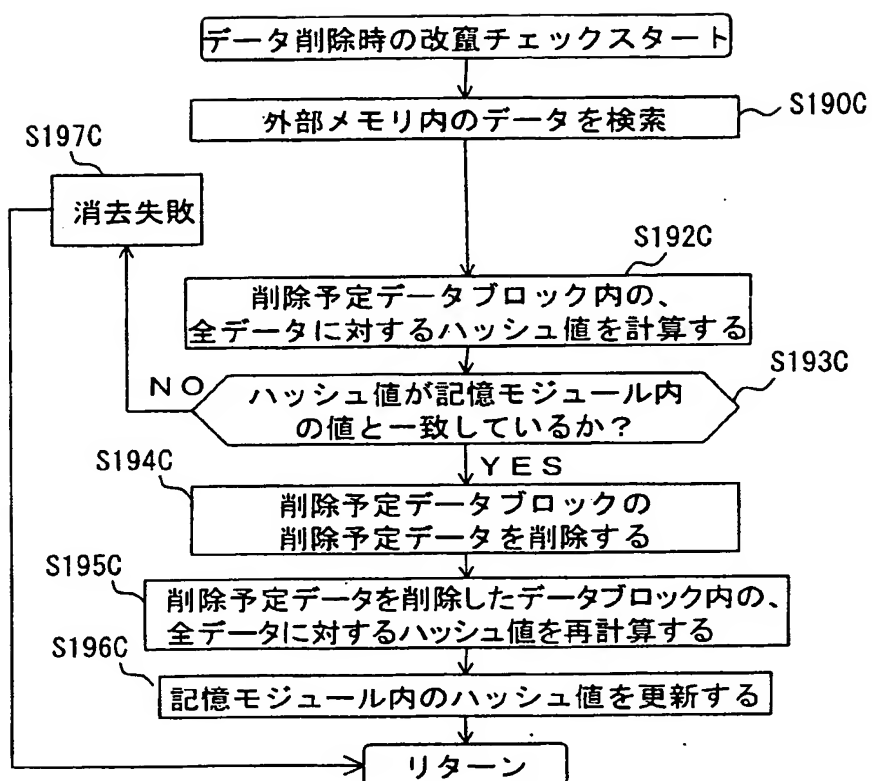 データ削除時の改竄チェックスタート
外部メモリ内のデータを検索
S190C
S197C
消去失敗
S192C
削除予定データブロック内の、
全データに対するハッシュ値を計算する
S193C
NO
ハッシュ値が記憶モジュール内
の値と一致しているか?
YES
S194C
削除予定データブロックの
削除予定データを削除する
S195C
削除予定データを削除したデータブロック内の、
全データに対するハッシュ値を再計算する
S196C
記憶モジュール内のハッシュ値を更新する
リターン